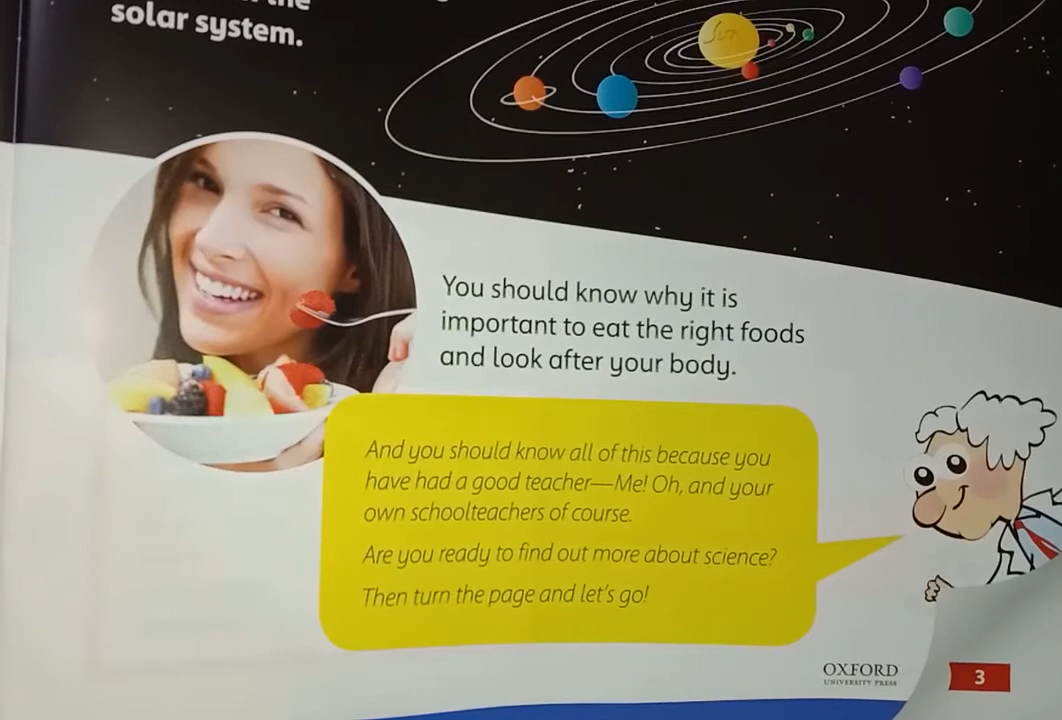 the
solar system.
Sun
You should know why it is
important to eat the right foods
and look after your body.
And you should know all of this because you
have had a good teacher—Me! Oh, and your
own schoolteachers of course.
Are you ready to find out more about science?
Then turn the page and let's go!
OXFORD
UNIVERSITY PRESS
3